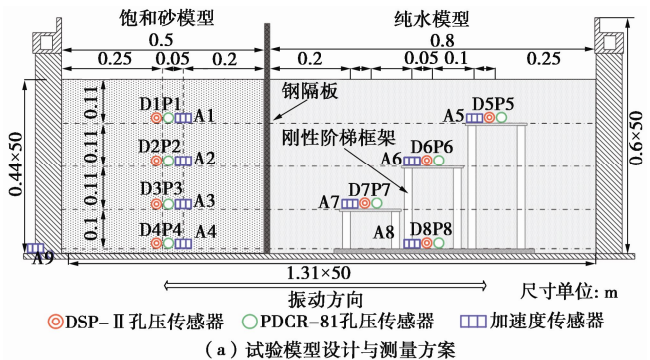 饱和砂模型 纯水模型
0.5 0.8
0.25 0.05 0.2 0.2 0.05 0.1 0.25
0.11 D1P1 A1 钢隔板 A5 D5P5
0.11 D2P2 A2 刚性阶梯框架 A6 D6P6
0.11 D3P3 A3 A7 D7P7
0.1 D4P4 A4 A8 D8P8
0.44×50 0.6×50
A9
1.31×50
振动方向 尺寸单位: m
DSP-Ⅱ孔压传感器 PDCR-81孔压传感器 加速度传感器
(a) 试验模型设计与测量方案